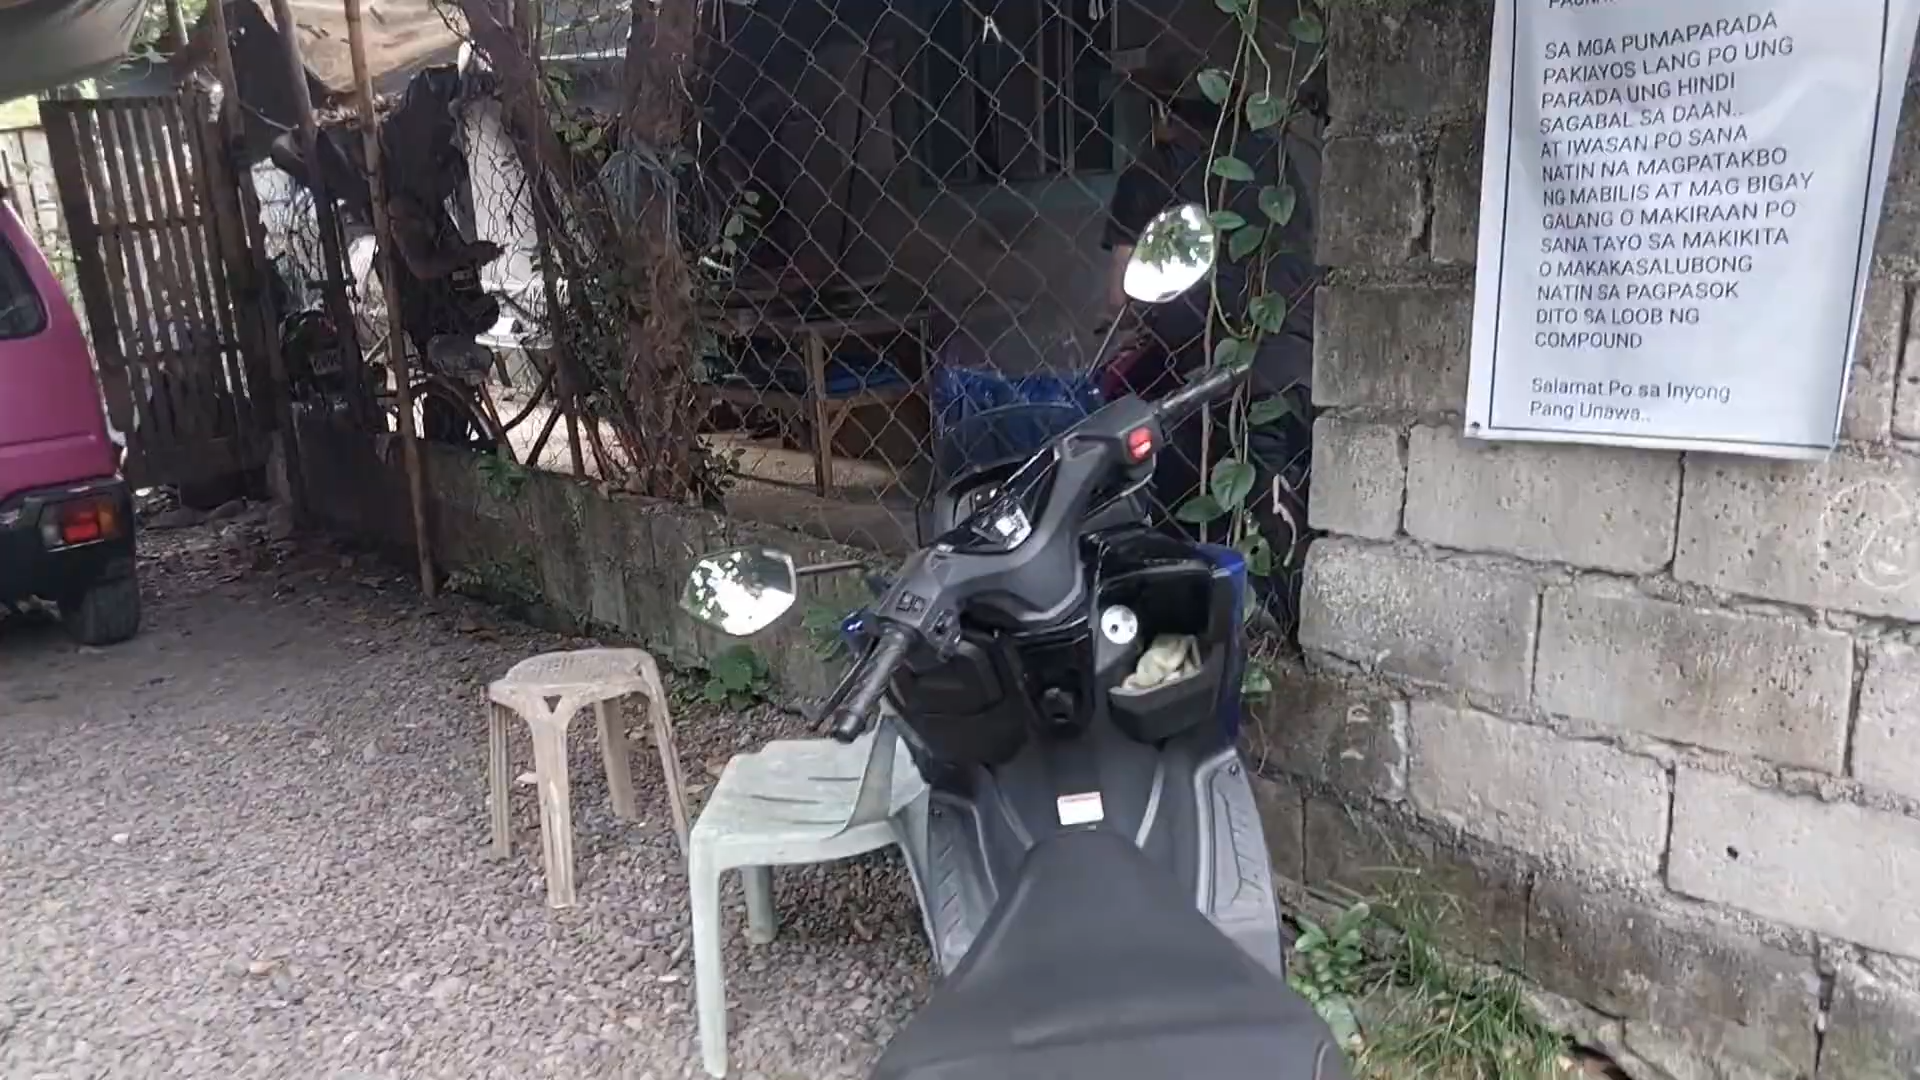 SA MGA PUMAPARADA
PAKIAYOS LANG PO UNG
PARADA UNG HINDI
SAGABAL SA DAAN..
AT IWASAN PO SANA
NATIN NA MAGPATAKBO
NG MABILIS AT MAG BIGAY
GALANG O MAKIRAAN PO
SANA TAYO SA MAKIKITA
O MAKAKASALUBONG
NATIN SA PAGPASOK
DITO SA LOOB NG
COMPOUND
Salamat Po sa Inyong
Pang Unawa..